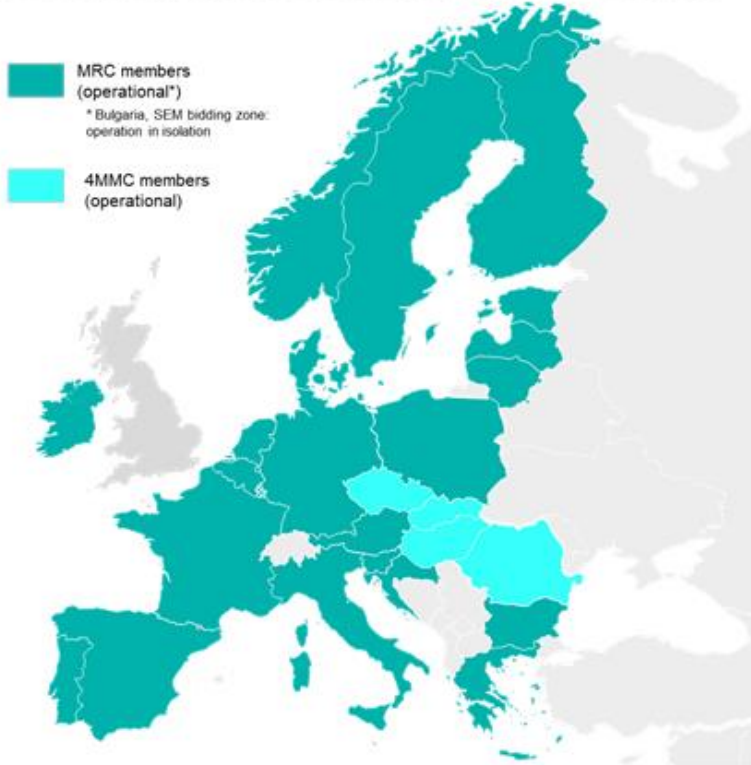 MRC members
(operational*)
* Bulgaria, SEM bidding zone:
operation in isolation
4MMC members
(operational)